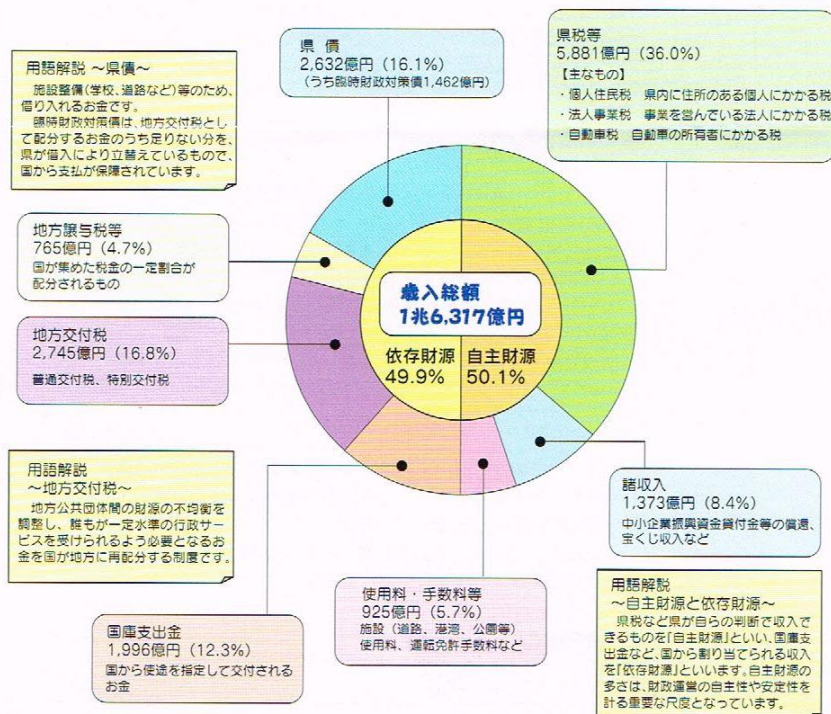 県 債
2,632億円（16.1%）
（うち臨時財政対策債1,462億円）
県税等
5,881億円（36.0%）
【主なもの】
・個人住民税　県内に住所のある個人にかかる税
・法人事業税　事業を営んでいる法人にかかる税
・自動車税　自動車の所有者にかかる税
用語解説 ～県債～
施設整備(学校、道路など)等のため、
借り入れるお金です。
臨時財政対策債は、地方交付税とし
て配分するお金のうち足りない分を、
県が借入により立替えているもので、
国から支払が保障されています。
地方譲与税等
765億円（4.7%）
国が集めた税金の一定割合が
配分されるもの
歳入総額
1兆6,317億円
依存財源
49.9%
自主財源
50.1%
地方交付税
2,745億円（16.8%）
普通交付税、特別交付税
用語解説
～地方交付税～
地方公共団体間の財源の不均衡を
調整し、誰もが一定水準の行政サー
ビスを受けられるよう必要となるお
金を国が地方に再配分する制度です。
諸収入
1,373億円（8.4%）
中小企業振興資金貸付金等の償還、
宝くじ収入など
使用料・手数料等
925億円（5.7%）
施設（道路、港湾、公園等）
使用料、運転免許手数料など
国庫支出金
1,996億円（12.3%）
国から使途を指定して交付される
お金
用語解説
～自主財源と依存財源～
県税など県が自らの判断で収入で
きるものを「自主財源」といい、国庫支
出金など、国から割り当てられる収入
を「依存財源」といいます。自主財源の
多さは、財政運営の自主性や安定性を
計る重要な尺度となっています。